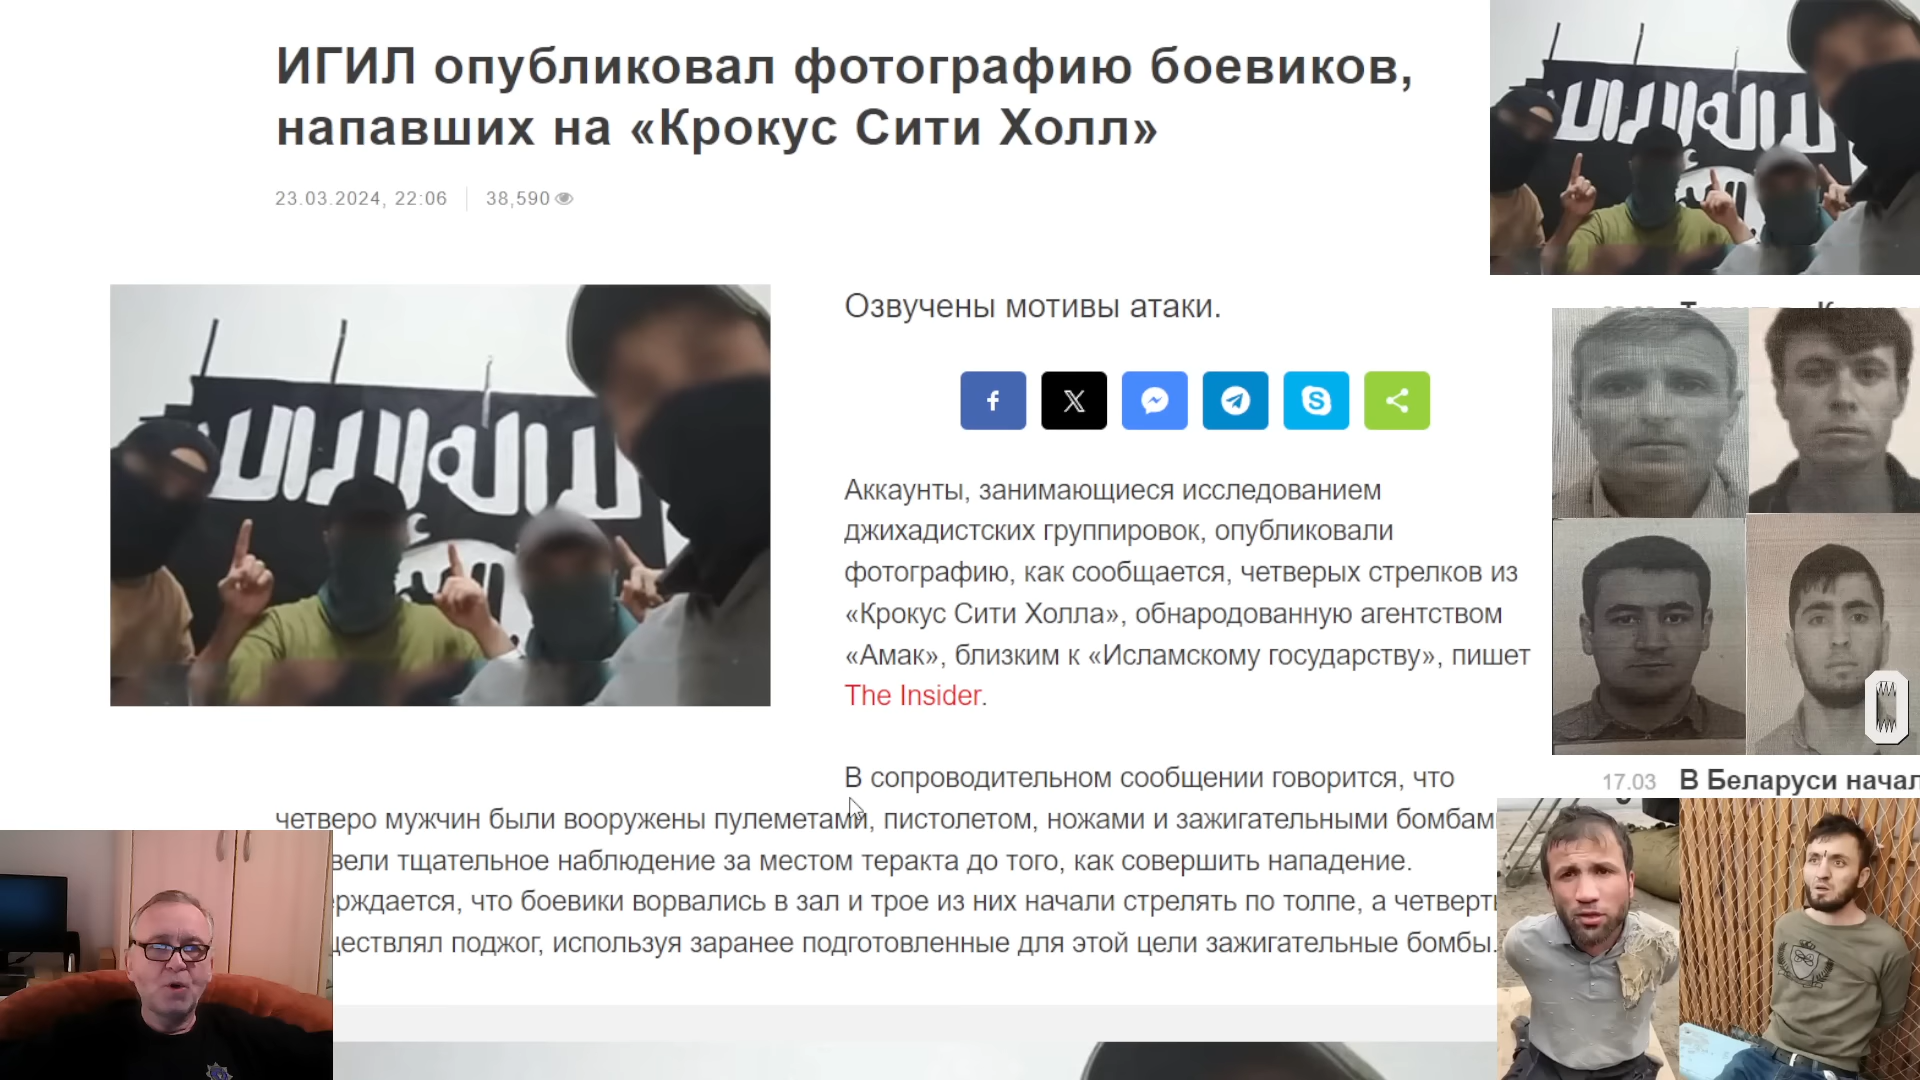 ИГИЛ опубликовал фотографию боевиков,
напавших на «Крокус Сити Холл»
23.03.2024, 22:06
38,590
Озвучены мотивы атаки.
Аккаунты, занимающиеся исследованием
джихадистских группировок, опубликовали
фотографию, как сообщается, четверых стрелков из
«Крокус Сити Холла», обнародованную агентством
«Амак», близким к «Исламскому государству», пишет
The Insider.
В сопроводительном сообщении говорится, что
четверо мужчин были вооружены пулеметами, пистолетом, ножами и зажигательными бомбам
вели тщательное наблюдение за местом теракта до того, как совершить нападение.
рждается, что боевики ворвались в зал и трое из них начали стрелять по толпе, а четверть
ществлял поджог, используя заранее подготовленные для этой цели зажигательные бомбы.
17.03 В Беларуси начал